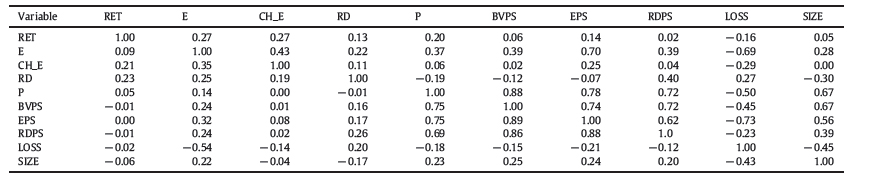 Variable RET E CH_E RD P BVPS EPS RDPS LOSS SIZE
RET 1.00 0.27 0.27 0.13 0.20 0.06 0.14 0.02 −0.16 0.05
E 0.09 1.00 0.43 0.22 0.37 0.39 0.70 0.39 −0.69 0.28
CH_E 0.21 0.35 1.00 0.11 0.06 0.02 0.25 0.04 −0.29 0.00
RD 0.23 0.25 0.19 1.00 −0.19 −0.12 −0.07 0.40 0.27 −0.30
P 0.05 0.14 0.00 −0.01 1.00 0.88 0.78 0.72 −0.50 0.67
BVPS −0.01 0.24 0.01 0.16 0.75 1.00 0.74 0.72 −0.45 0.67
EPS 0.00 0.32 0.08 0.17 0.75 0.89 1.00 0.62 −0.73 0.56
RDPS −0.01 0.24 0.02 0.26 0.69 0.86 0.88 1.0 −0.23 0.39
LOSS −0.02 −0.54 −0.14 0.20 −0.18 −0.15 −0.21 −0.12 1.00 −0.45
SIZE −0.06 0.22 −0.04 −0.17 0.23 0.25 0.24 0.20 −0.43 1.00